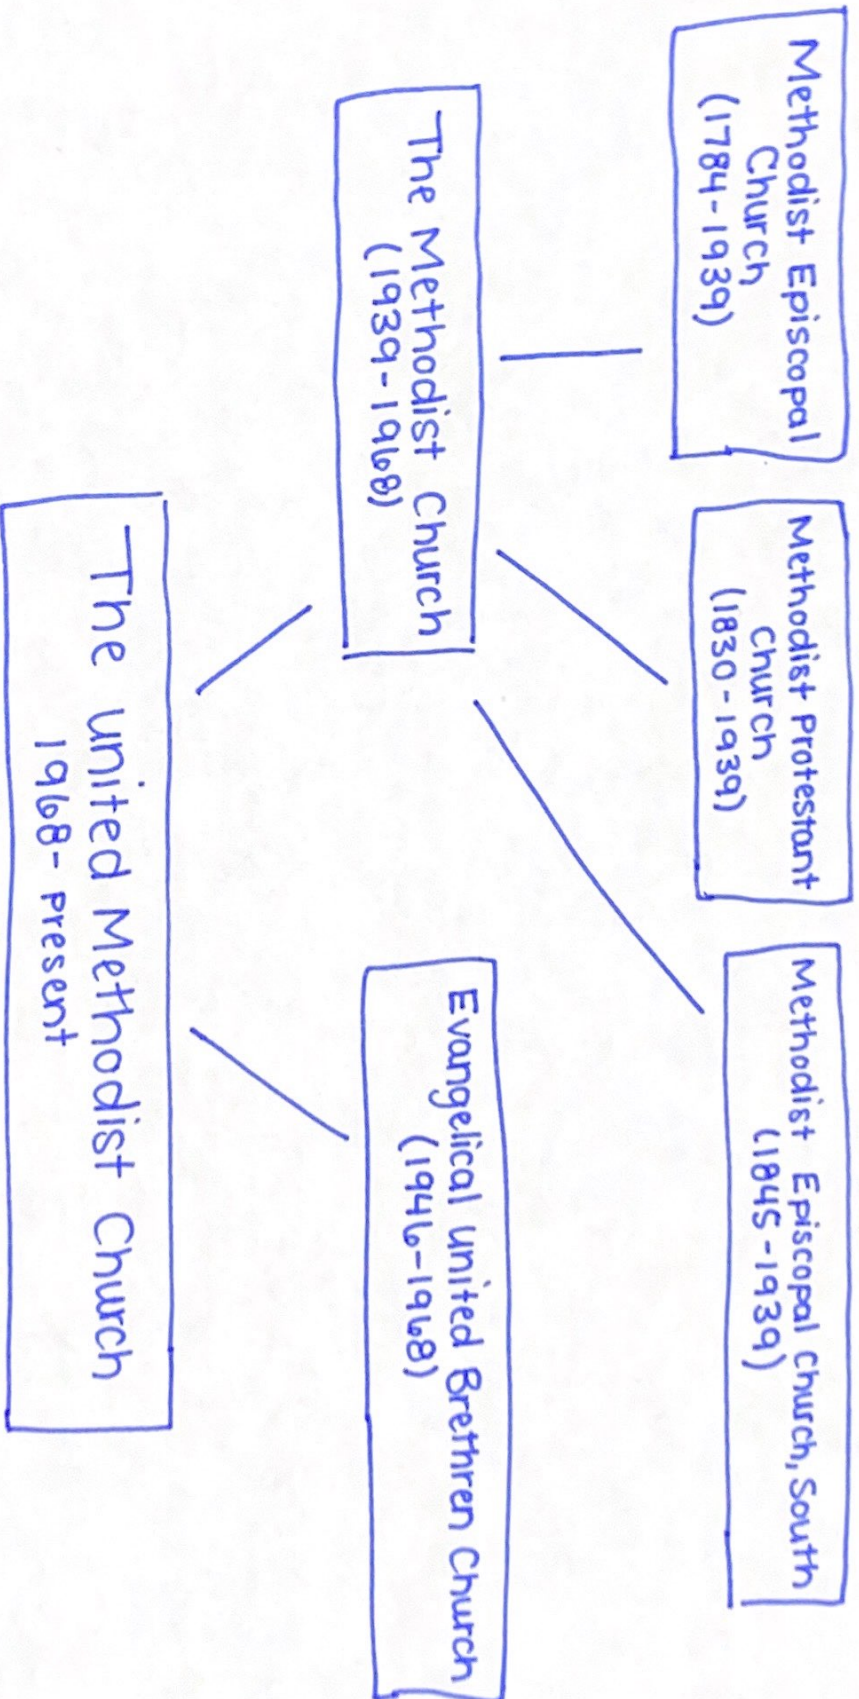 Methodist Episcopal
Church
(1784-1939)
Methodist Protestant
Church
(1830-1939)
Methodist Episcopal Church, South
(1845-1939)
The Methodist Church
(1939-1968)
Evangelical united Brethren Church
(1946-1968)
The united Methodist Church
1968- present